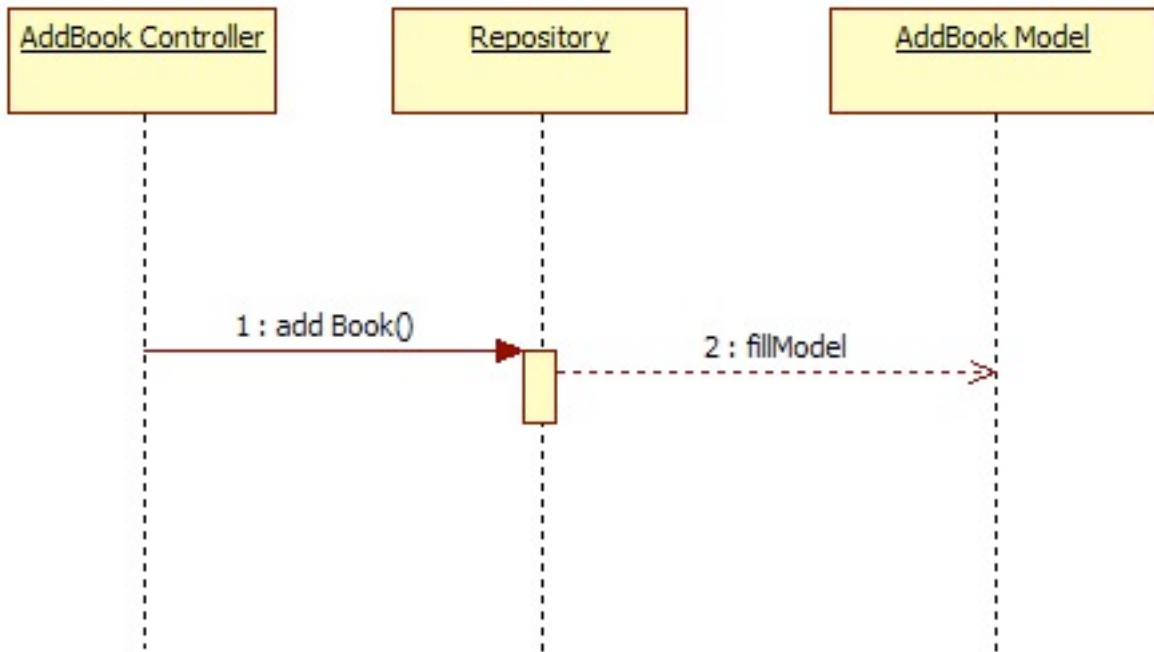 AddBook Controller
Repository
AddBook Model
1 : add Book()
2 : fillModel